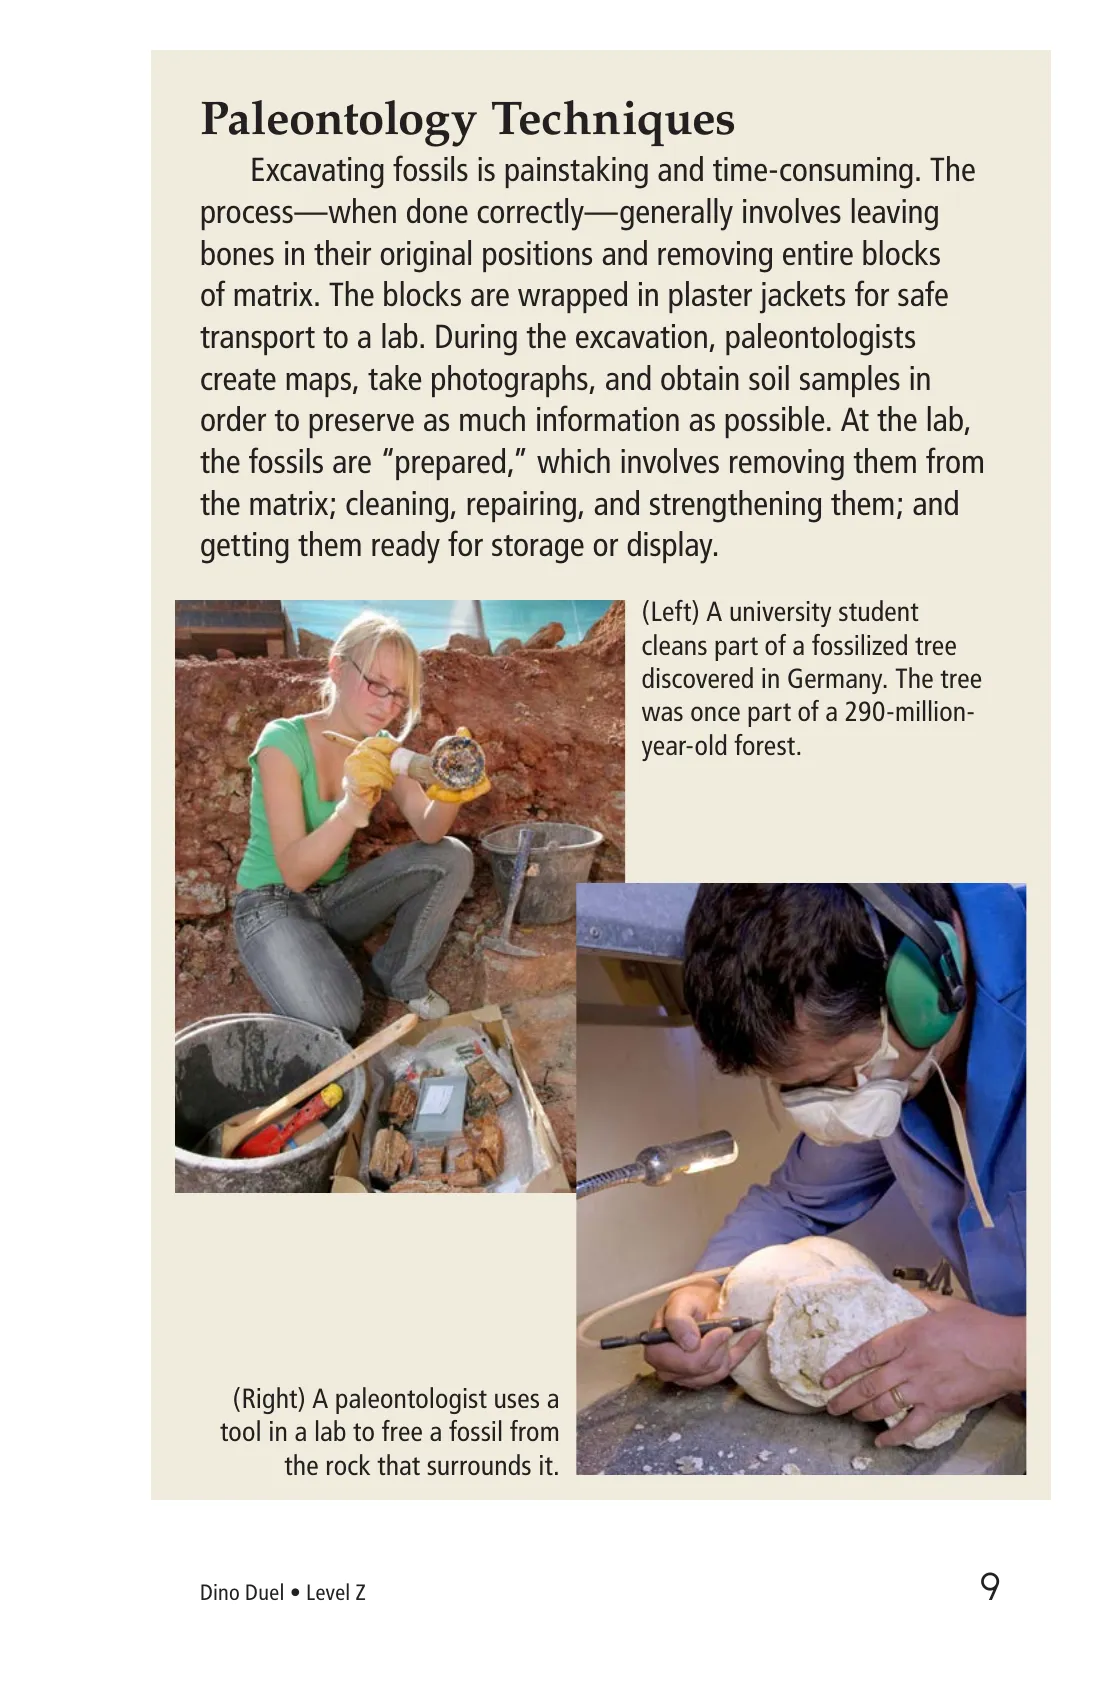 Paleontology Techniques
Excavating fossils is painstaking and time-consuming. The
process—when done correctly—generally involves leaving
bones in their original positions and removing entire blocks
of matrix. The blocks are wrapped in plaster jackets for safe
transport to a lab. During the excavation, paleontologists
create maps, take photographs, and obtain soil samples in
order to preserve as much information as possible. At the lab,
the fossils are “prepared,” which involves removing them from
the matrix; cleaning, repairing, and strengthening them; and
getting them ready for storage or display.
(Left) A university student
cleans part of a fossilized tree
discovered in Germany. The tree
was once part of a 290-million-
year-old forest.
(Right) A paleontologist uses a
tool in a lab to free a fossil from
the rock that surrounds it.
Dino Duel • Level Z
9